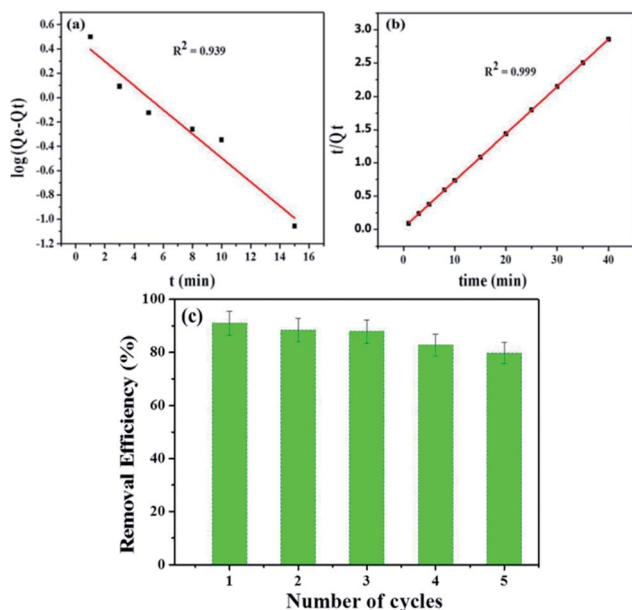 (a)
R² = 0.939
log(Qe-Qt)
0.6
0.4
0.2
0.0
-0.2
-0.4
-0.6
-0.8
-1.0
-1.2
0 2 4 6 8 10 12 14 16
t (min)
(b)
R² = 0.999
t/Qt
3.0
2.5
2.0
1.5
1.0
0.5
0.0
0 10 20 30 40
time (min)
(c)
Removal Efficiency (%)
100
80
60
40
20
0
1 2 3 4 5
Number of cycles